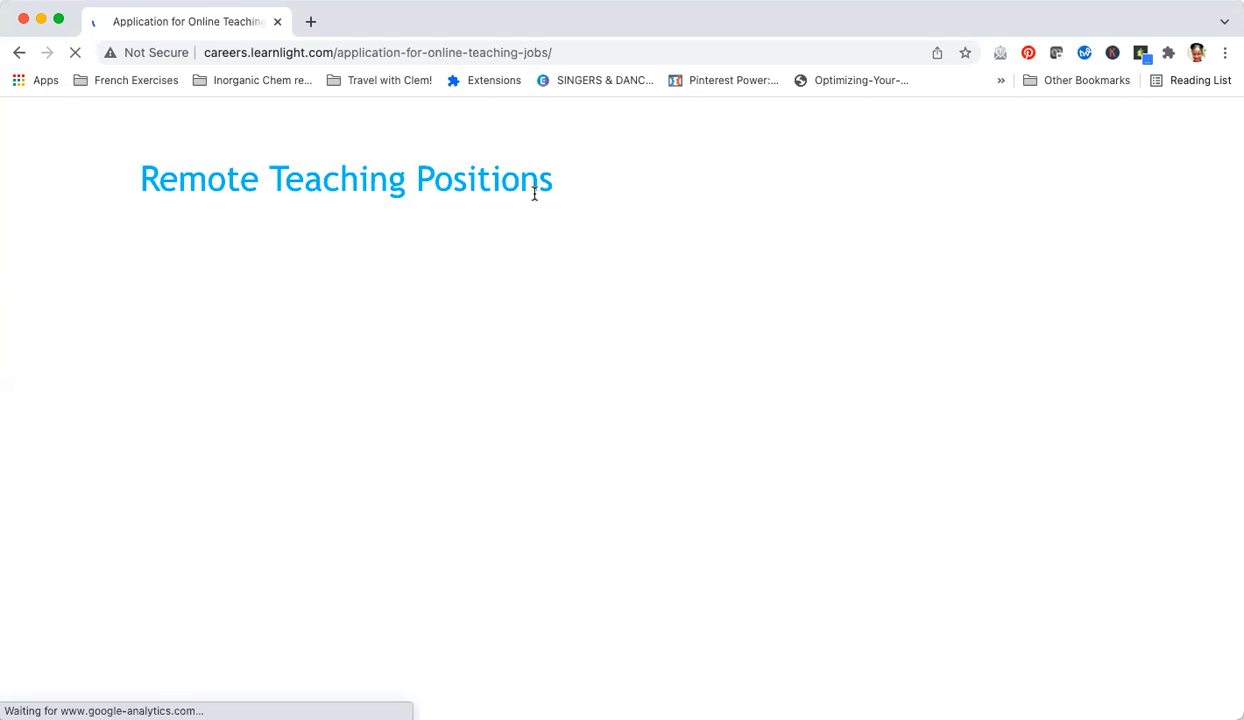 Application for Online Teaching
Not Secure
careers.learnlight.com/application-for-online-teaching-jobs/
Apps
French Exercises
Inorganic Chem re...
Travel with Clem!
Extensions
SINGERS & DANC...
Pinterest Power:...
Optimizing-Your-...
»
Other Bookmarks
Reading List
Remote Teaching Positions
Waiting for www.google-analytics.com...